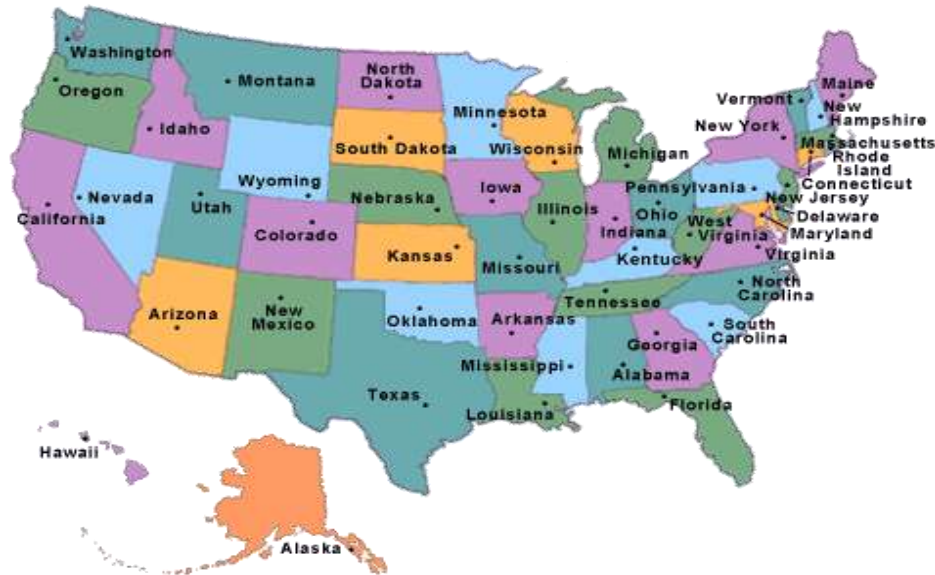 Washington
Montana
North
Dakota
Minnesota
Maine
Vermont
New
Hampshire
Oregon
Idaho
South Dakota
Wisconsin
Michigan
New York
Massachusetts
Rhode
Island
Connecticut
Wyoming
Nebraska
Iowa
Pennsylvania
New Jersey
Nevada
Utah
Colorado
Illinois
Indiana
Ohio
West
Virginia
Delaware
Maryland
California
Kansas
Missouri
Kentucky
Virginia
Arizona
New
Mexico
Oklahoma
Arkansas
Tennessee
North
Carolina
South
Carolina
Georgia
Mississippi
Alabama
Texas
Louisiana
Florida
Hawaii
Alaska